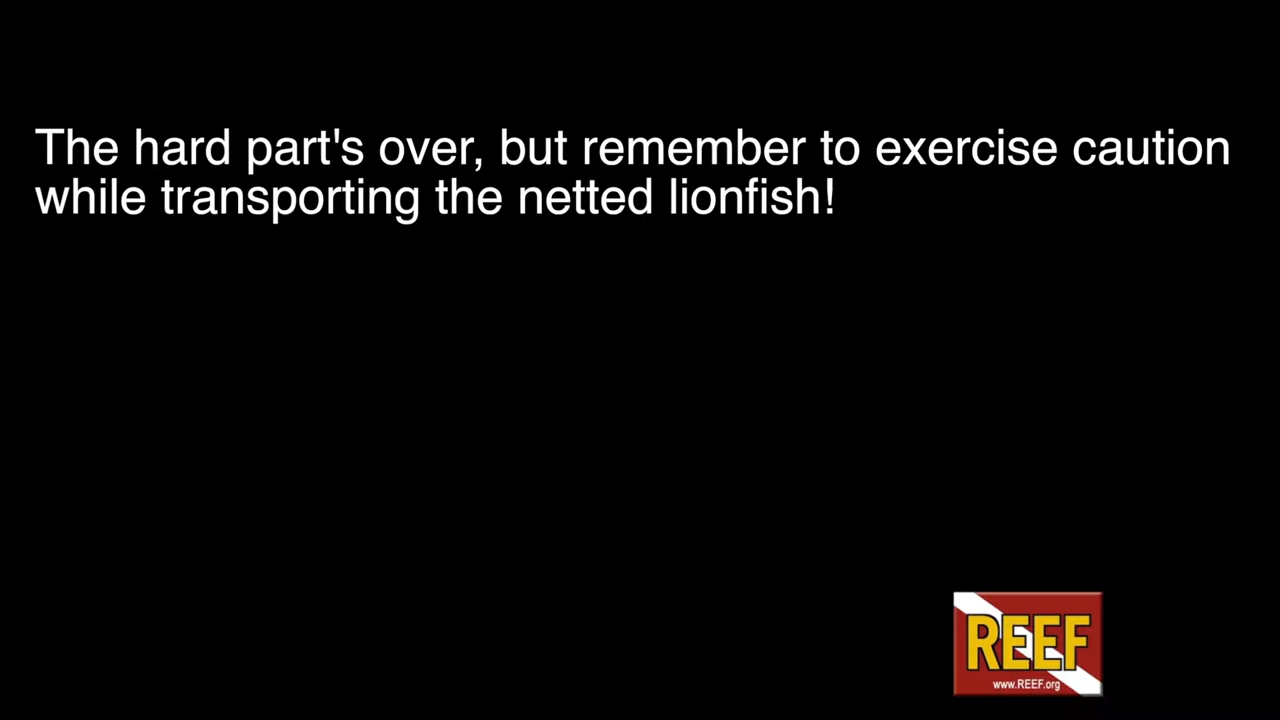 The hard part's over, but remember to exercise caution
while transporting the netted lionfish!
REEF
www.REEF.org